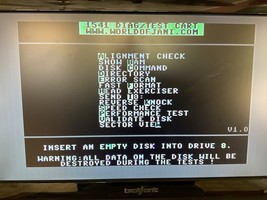 1541 DIAG/TEST CART
WWW.WORLDOFJANI.COM
ALIGNMENT CHECK
SHOW RAM
DISK COMMAND
DIRECTORY
ERROR SCAN
FAST FORMAT
HEAD EXERCISER
SEND M0:
REVERSE KNOCK
SPEED CHECK
PERFORMANCE TEST
VALIDATE DISK
SECTOR VIEW
V1.0
INSERT AN EMPTY DISK INTO DRIVE 8.
WARNING:ALL DATA ON THE DISK WILL BE
DESTROYED DURING THE TESTS !